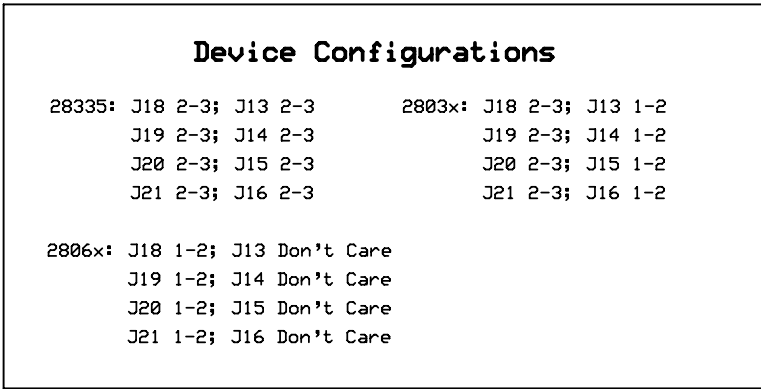 Device Configurations
28335: J18 2-3; J13 2-3
J19 2-3; J14 2-3
J20 2-3; J15 2-3
J21 2-3; J16 2-3
2803x: J18 2-3; J13 1-2
J19 2-3; J14 1-2
J20 2-3; J15 1-2
J21 2-3; J16 1-2
2806x: J18 1-2; J13 Don't Care
J19 1-2; J14 Don't Care
J20 1-2; J15 Don't Care
J21 1-2; J16 Don't Care